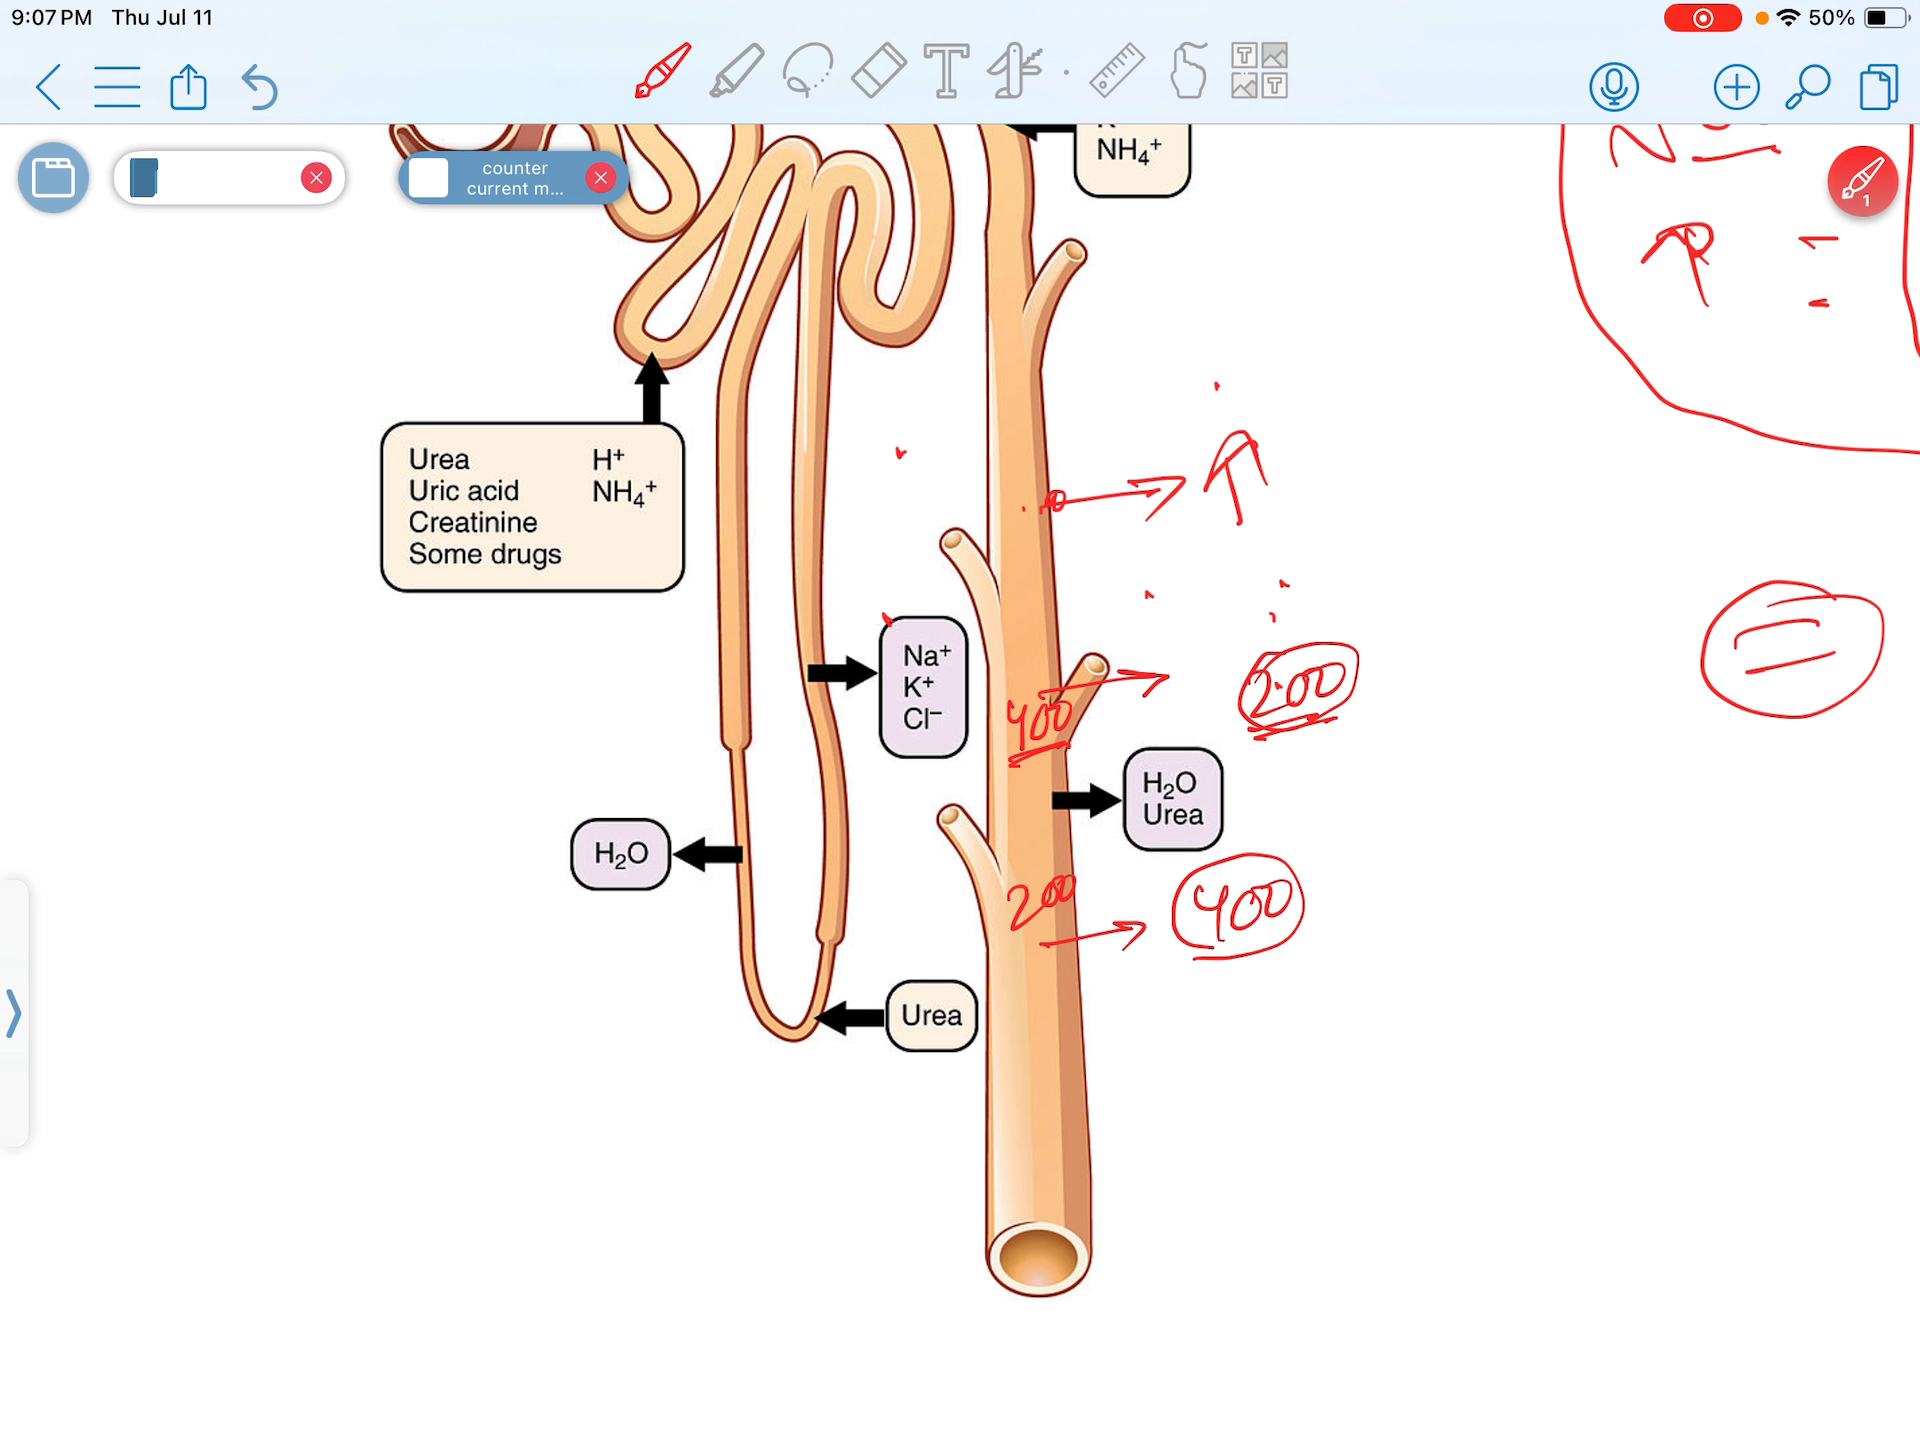 9:07 PM Thu Jul 11
50%
counter
current m...
1
NH₄⁺
Urea H⁺
Uric acid NH₄⁺
Creatinine
Some drugs
Na⁺
K⁺
Cl⁻
400
200
H₂O
Urea
H₂O
200
400
Urea